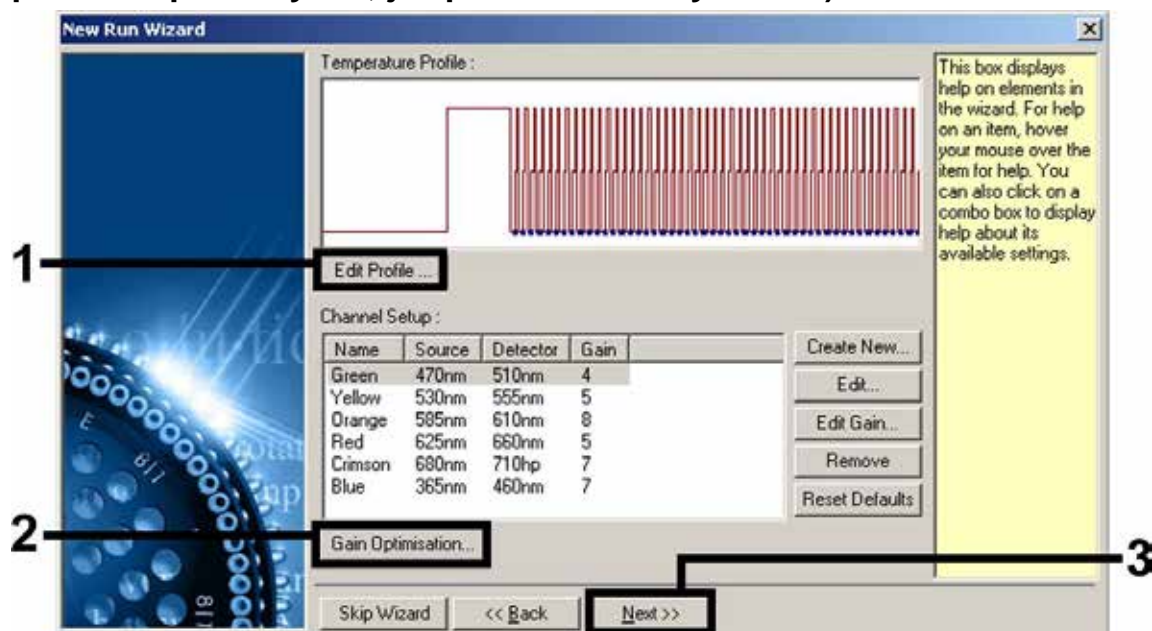 New Run Wizard
Temperature Profile :
1
Edit Profile ...
Channel Setup :
Name Source Detector Gain
Green 470nm 510nm 4
Yellow 530nm 555nm 5
Orange 585nm 610nm 8
Red 625nm 660nm 5
Crimson 680nm 710hp 7
Blue 365nm 460nm 7
Create New...
Edit...
Edit Gain...
Remove
Reset Defaults
2
Gain Optimisation...
3
Skip Wizard << Back Next >>
This box displays
help on elements in
the wizard. For help
on an item, hover
your mouse over the
item for help. You
can also click on a
combo box to display
help about its
available settings.